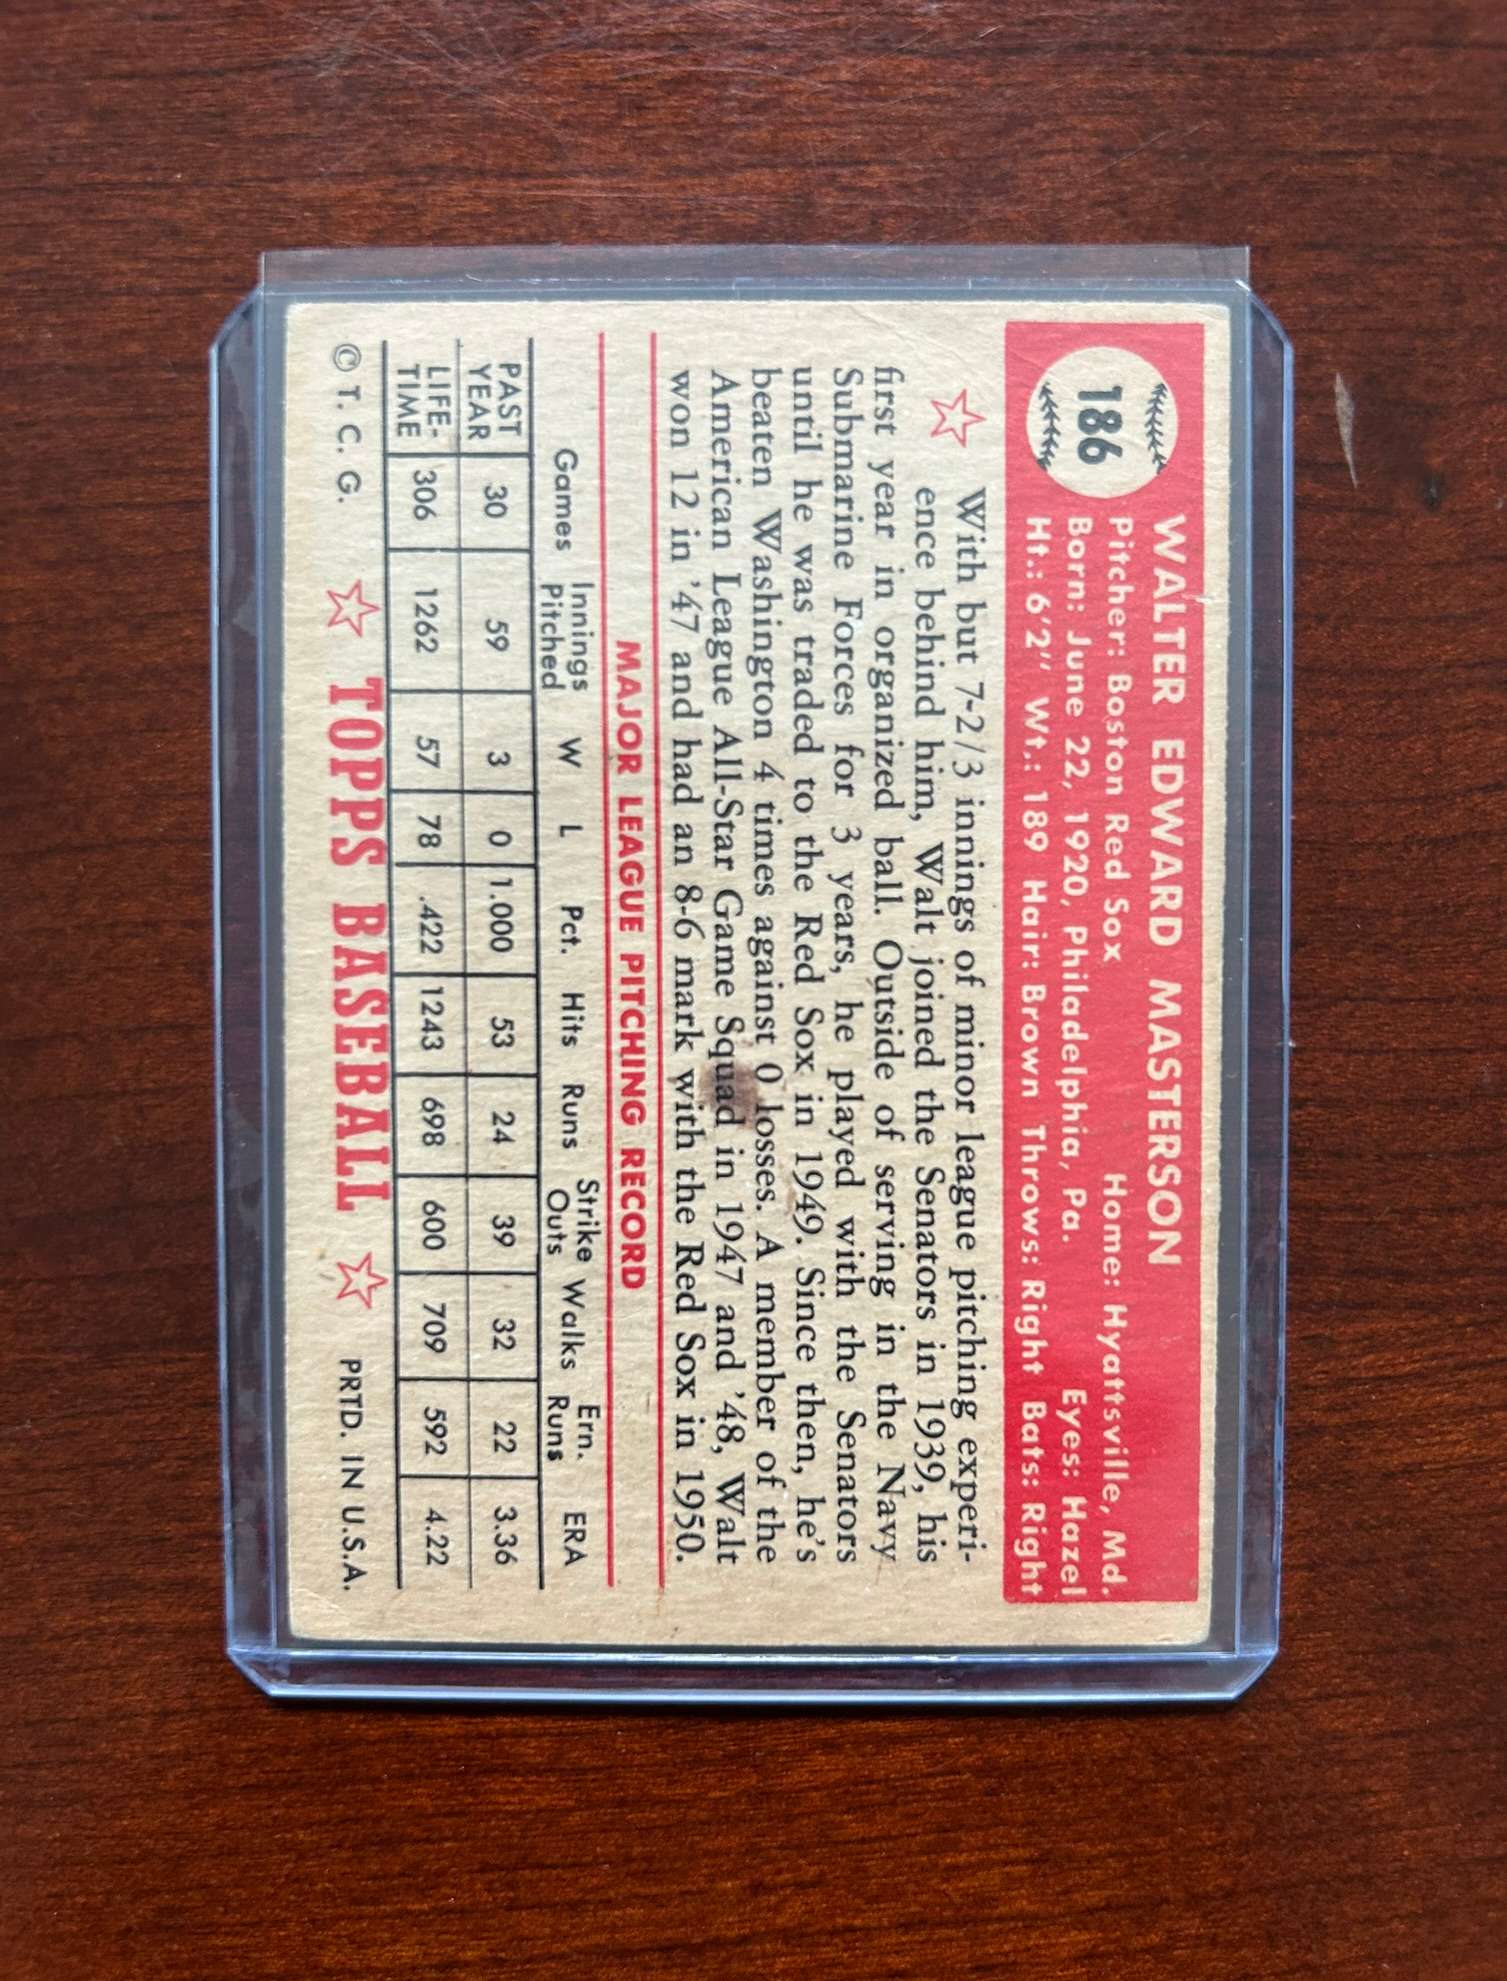 186
WALTER EDWARD MASTERSON
Pitcher: Boston Red Sox Home: Hyattsville, Md.
Born: June 22, 1920, Philadelphia, Pa. Eyes: Hazel
Ht.: 6'2" Wt.: 189 Hair: Brown Throws: Right Bats: Right
With but 7-2/3 innings of minor league pitching experi-
ence behind him, Walt joined the Senators in 1939, his
first year in organized ball. Outside of serving in the Navy
Submarine Forces for 3 years, he played with the Senators
until he was traded to the Red Sox in 1949. Since then, he's
beaten Washington 4 times against 0 losses. A member of the
American League All-Star Game Squad in 1947 and '48, Walt
won 12 in '47 and had an 8-6 mark with the Red Sox in 1950.
MAJOR LEAGUE PITCHING RECORD
Games Innings Pitched W L Pct. Hits Runs Strike Outs Walks Ern. Runs ERA
PAST YEAR 30 59 3 0 1.000 53 24 39 32 22 3.36
LIFE-TIME 306 1262 57 78 .422 1243 698 600 709 592 4.22
© T. C. G. TOPPS BASEBALL PRTD. IN U.S.A.